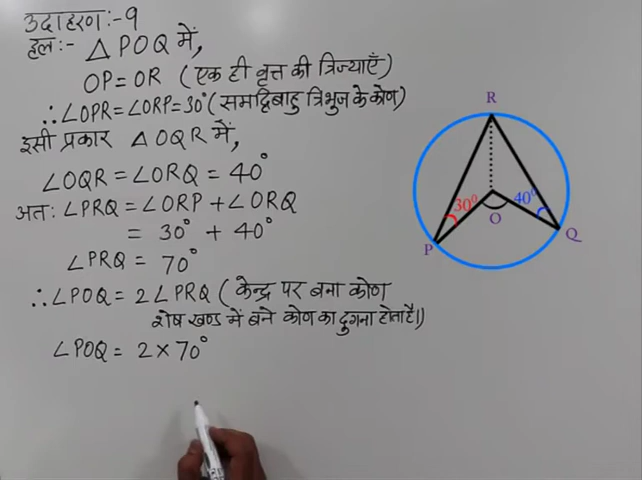 उदाहरण:-9
हल:- △POQ में,
OP = OR (एक ही वृत्त की त्रिज्याएँ)
∴ ∠OPR = ∠ORP = 30° (समद्विबाहु त्रिभुज के कोण)
इसी प्रकार △OQR में,
∠OQR = ∠ORQ = 40°
अतः ∠PRQ = ∠ORP + ∠ORQ
= 30° + 40°
∠PRQ = 70°
∴ ∠POQ = 2∠PRQ (केन्द्र पर बना कोण
शेष खण्ड में बने कोण का दुगना होता है।)
∠POQ = 2 × 70°
R
30°
40°
O
P
Q